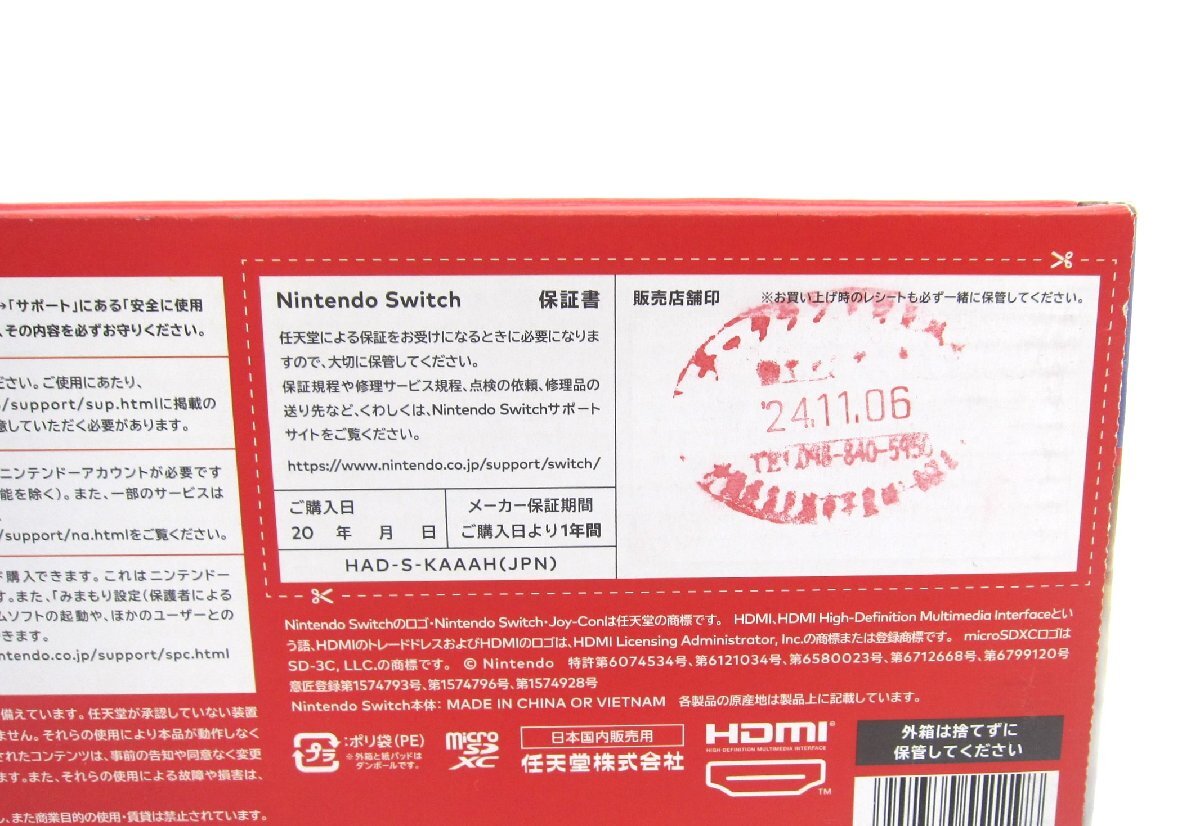 →「サポート」にある「安全に使用
、その内容を必ずお守りください。
ださい。ご使用にあたり、
/support/sup.htmlに掲載の
意していただく必要があります。
ニンテンドーアカウントが必要です
能を除く)。また、一部のサービスは
/support/na.htmlをご覧ください。
購入できます。これはニンテンドー
す。また、「みまもり設定(保護者による
ムソフトの起動や、ほかのユーザーとの
きます。
ntendo.co.jp/support/spc.html
備えています。任天堂が承認していない装置
ません。それらの使用により本品が動作しなく
されたコンテンツは、事前の告知や同意なく変更
ます。また、それらの使用による故障や損害は、
、また商業目的の使用・賃貸は禁止されています。
Nintendo Switch 保証書
任天堂による保証をお受けになるときに必要になりま
すので、大切に保管してください。
保証規程や修理サービス規程、点検の依頼、修理品の
送り先など、くわしくは、Nintendo Switchサポート
サイトをご覧ください。
https://www.nintendo.co.jp/support/switch/
ご購入日
20 年 月 日
メーカー保証期間
ご購入日より1年間
HAD-S-KAAAH(JPN)
販売店舗印 ※お買い上げ時のレシートも必ず一緒に保管してください。
'24.11.06
Nintendo Switchのロゴ・Nintendo Switch・Joy-Conは任天堂の商標です。 HDMI、HDMI High-Definition Multimedia Interfaceとい
う語、HDMIのトレードドレスおよびHDMIのロゴは、HDMI Licensing Administrator, Inc.の商標または登録商標です。 microSDXCロゴは
SD-3C, LLC.の商標です。 © Nintendo 特許第6074534号、第6121034号、第6580023号、第6712668号、第6799120号
意匠登録第1574793号、第1574796号、第1574928号
Nintendo Switch本体: MADE IN CHINA OR VIETNAM 各製品の原産地は製品上に記載しています。
プラ
:ポリ袋(PE)
※外箱と紙パッドは
ダンボールです。
micro
SD
XC
日本国内販売用
任天堂株式会社
HDMI®
HIGH-DEFINITION MULTIMEDIA INTERFACE
TM
外箱は捨てずに
保管してください